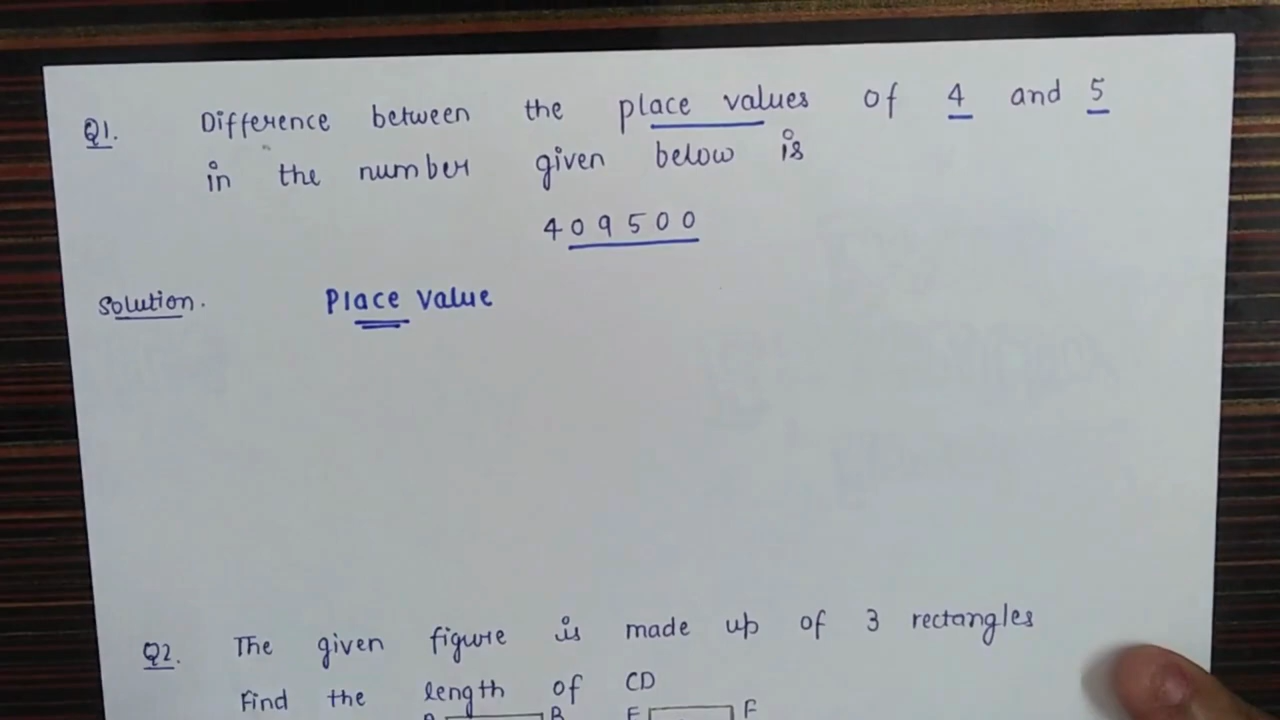 Q1. Difference between the place values of 4 and 5
in the number given below is
409500
Solution. Place Value
Q2. The given figure is made up of 3 rectangles
Find the length of CD
B E F